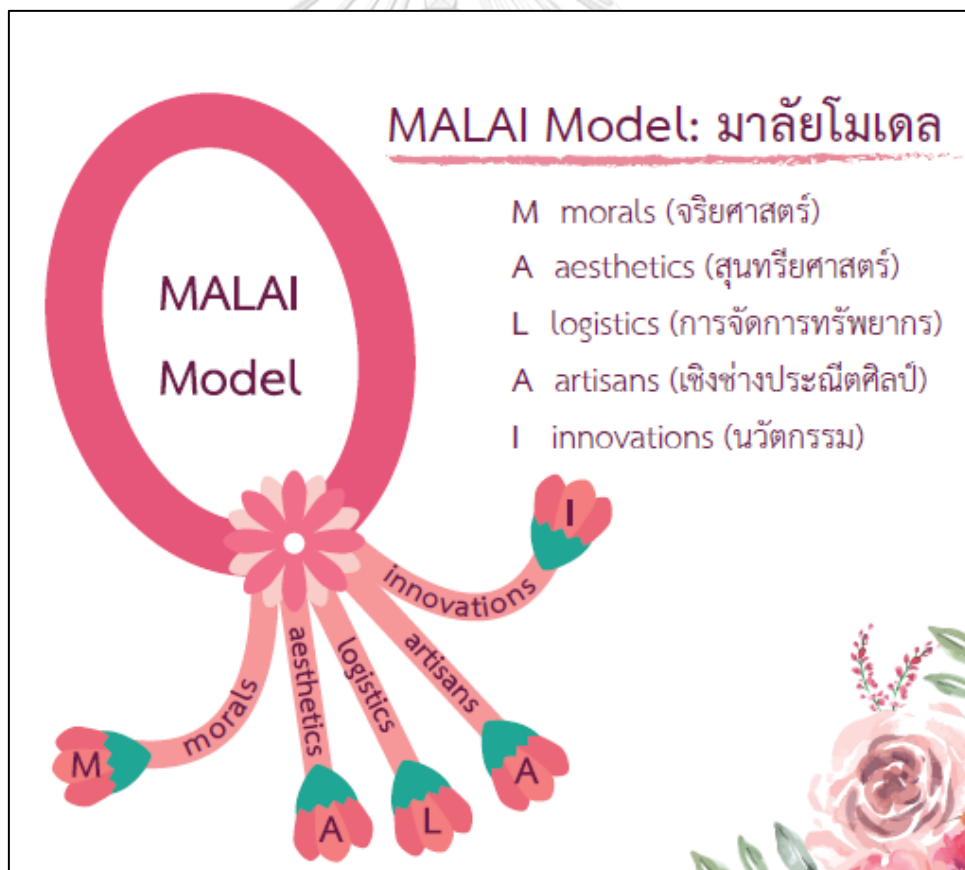 MALAI Model: มาลัยโมเดล
M morals (จริยศาสตร์)
A aesthetics (สุนทรียศาสตร์)
L logistics (การจัดการทรัพยากร)
A artisans (เชิงช่างประณีตศิลป์)
I innovations (นวัตกรรม)
MALAI
Model
morals
M
aesthetics
A
logistics
L
artisans
A
innovations
I